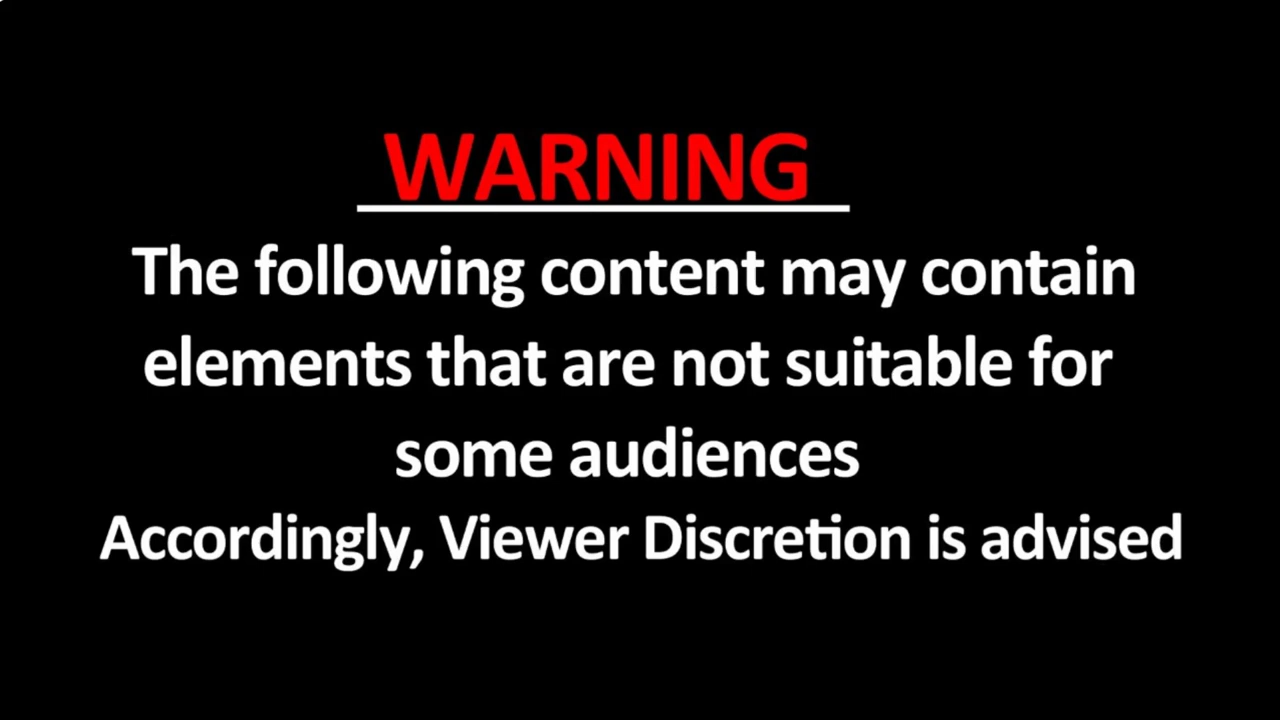 WARNING
The following content may contain
elements that are not suitable for
some audiences
Accordingly, Viewer Discretion is advised